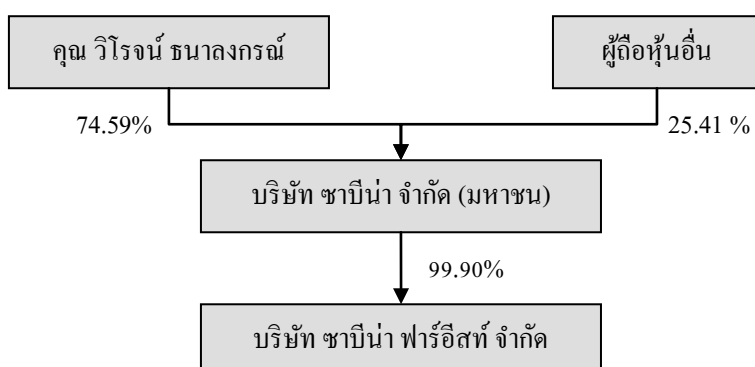 คุณ วิโรจน์ ธนาลงกรณ์
ผู้ถือหุ้นอื่น
74.59%
25.41 %
บริษัท ซาบีน่า จำกัด (มหาชน)
99.90%
บริษัท ซาบีน่า ฟาร์อีสท์ จำกัด